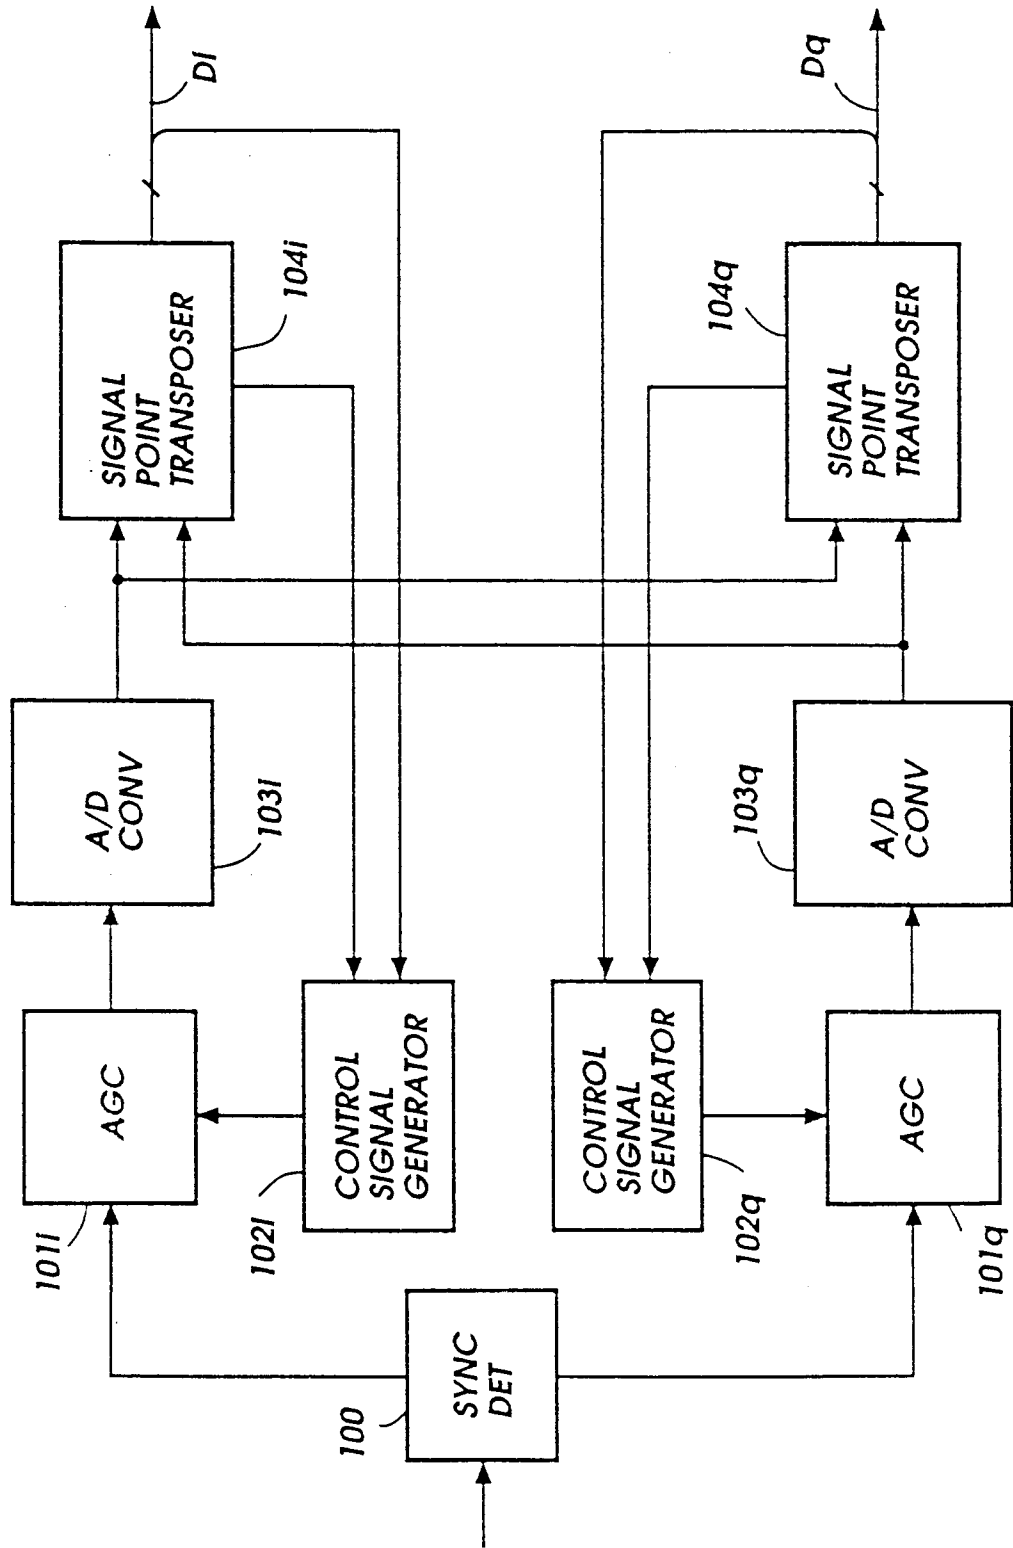 101i
AGC
A/D
CONV
103I
SIGNAL
POINT
TRANSPOSER
104i
DI
102I
CONTROL
SIGNAL
GENERATOR
100
SYNC
DET
CONTROL
SIGNAL
GENERATOR
102q
103q
104q
Dq
AGC
101q
A/D
CONV
SIGNAL
POINT
TRANSPOSER